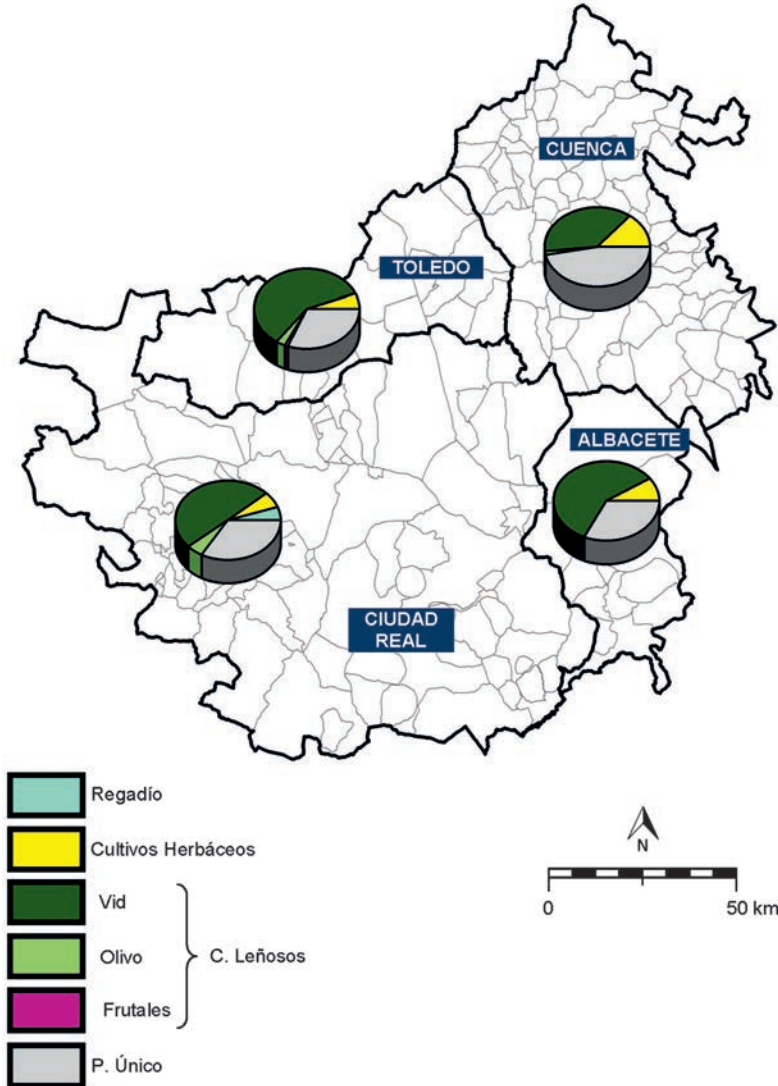 CUENCA
TOLEDO
ALBACETE
CIUDAD
REAL
Regadío
Cultivos Herbáceos
Vid
Olivo
C. Leñosos
Frutales
P. Único
N
0
50 km